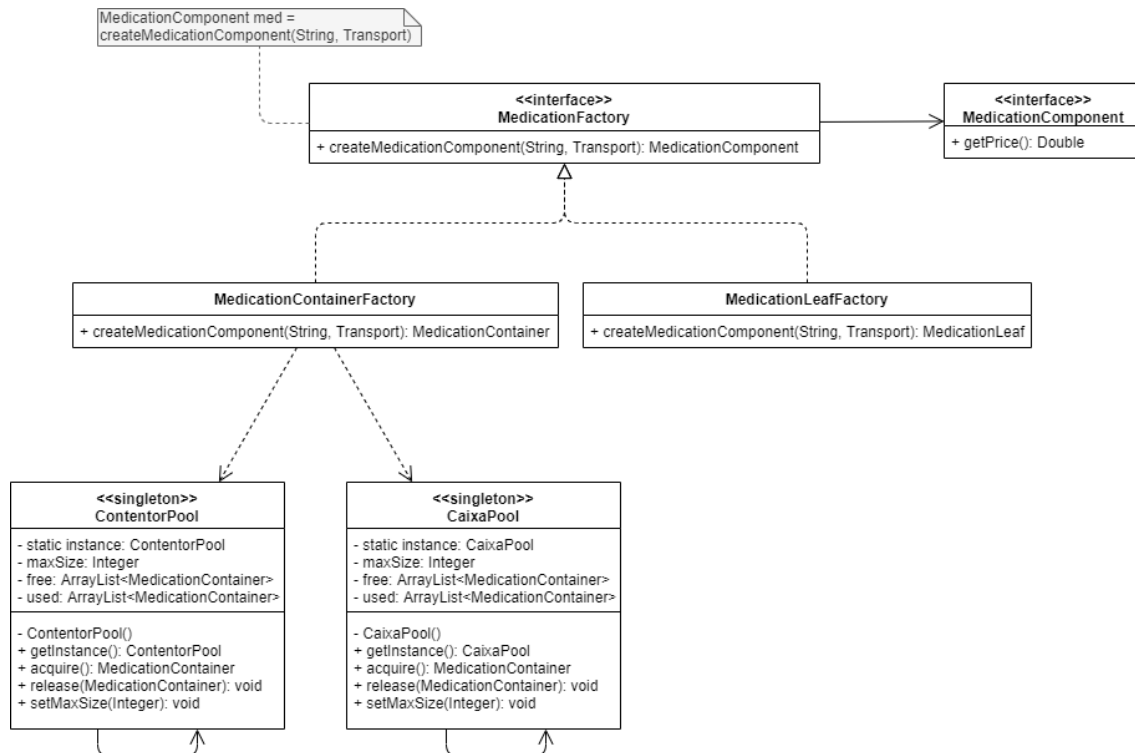 MedicationComponent med =
createMedicationComponent(String, Transport)
<<interface>>
MedicationFactory
+ createMedicationComponent(String, Transport): MedicationComponent
<<interface>>
MedicationComponent
+ getPrice(): Double
MedicationContainerFactory
+ createMedicationComponent(String, Transport): MedicationContainer
MedicationLeafFactory
+ createMedicationComponent(String, Transport): MedicationLeaf
<<singleton>>
ContentorPool
- static instance: ContentorPool
- maxSize: Integer
- free: ArrayList<MedicationContainer>
- used: ArrayList<MedicationContainer>
- ContentorPool()
+ getInstance(): ContentorPool
+ acquire(): MedicationContainer
+ release(MedicationContainer): void
+ setMaxSize(Integer): void
<<singleton>>
CaixaPool
- static instance: CaixaPool
- maxSize: Integer
- free: ArrayList<MedicationContainer>
- used: ArrayList<MedicationContainer>
- CaixaPool()
+ getInstance(): CaixaPool
+ acquire(): MedicationContainer
+ release(MedicationContainer): void
+ setMaxSize(Integer): void